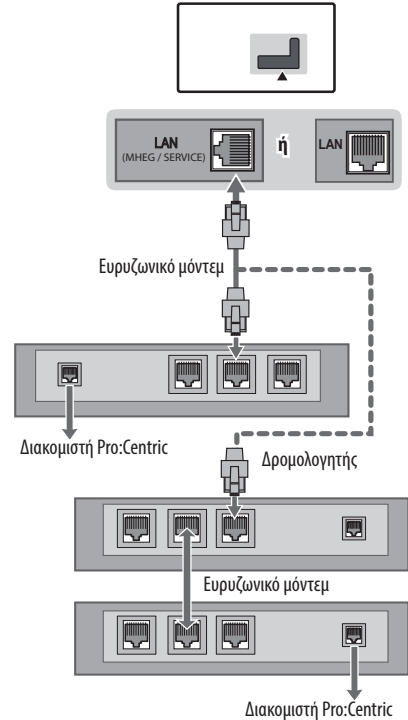 LAN
(MHEG / SERVICE)
ή
LAN
Ευρυζωνικό μόντεμ
Διακομιστή Pro:Centric
Δρομολογητής
Ευρυζωνικό μόντεμ
Διακομιστή Pro:Centric